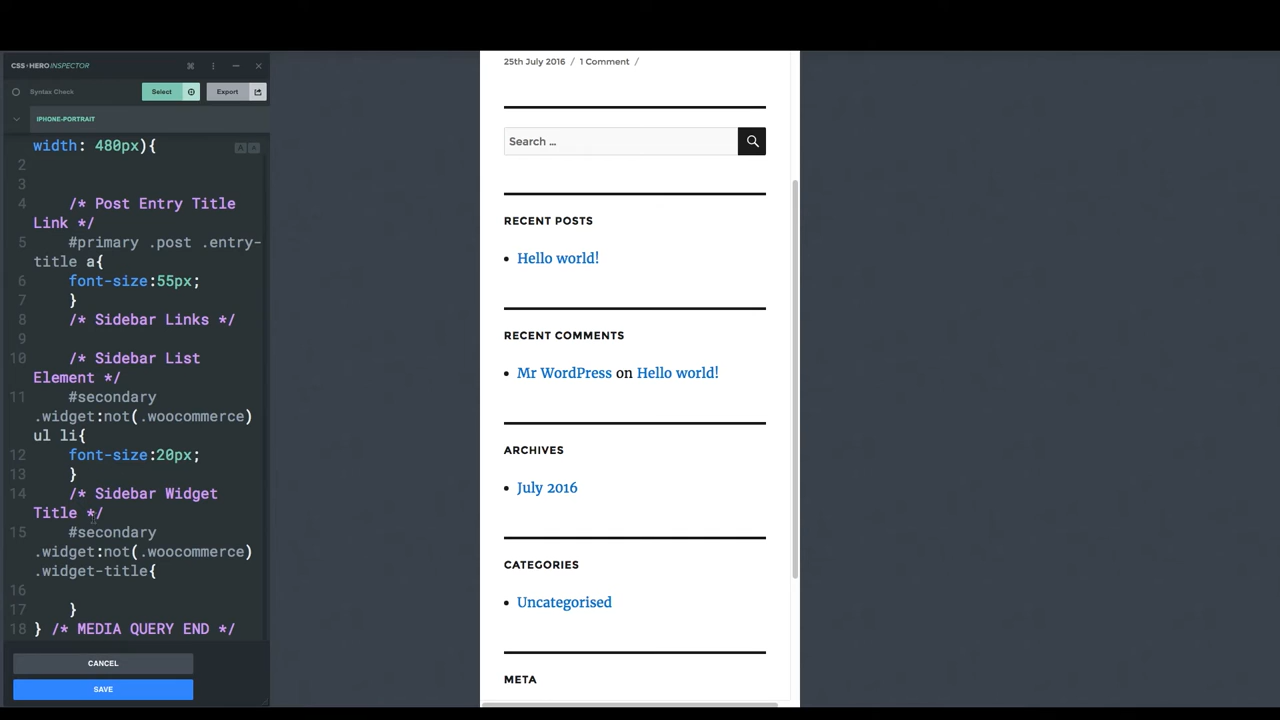 CSS HERO INSPECTOR
Syntax Check
Select
Export
IPHONE-PORTRAIT
width: 480px){
2
3
4 /* Post Entry Title
Link */
5 #primary .post .entry-
title a{
6 font-size:55px;
7 }
8 /* Sidebar Links */
9
10 /* Sidebar List
Element */
11 #secondary
.widget:not(.woocommerce)
ul li{
12 font-size:20px;
13 }
14 /* Sidebar Widget
Title */
15 #secondary
.widget:not(.woocommerce)
.widget-title{
16
17 }
18 } /* MEDIA QUERY END */
CANCEL
SAVE
25th July 2016 / 1 Comment /
Search ...
RECENT POSTS
• Hello world!
RECENT COMMENTS
• Mr WordPress on Hello world!
ARCHIVES
• July 2016
CATEGORIES
• Uncategorised
META